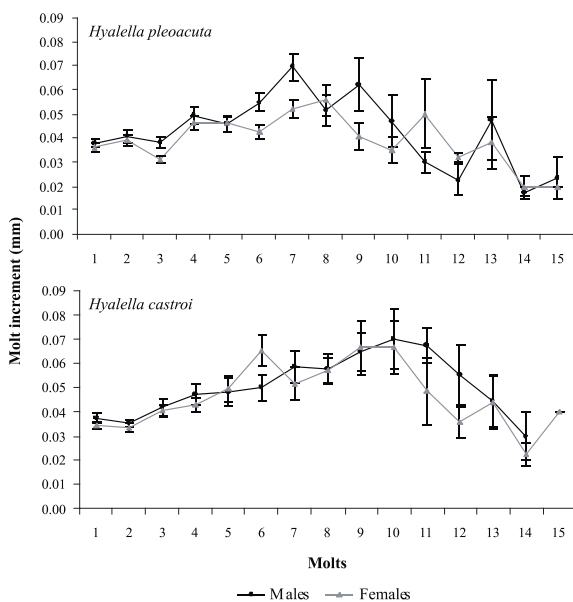 0.09
Hyalella pleoacuta
0.08
0.07
0.06
0.05
0.04
0.03
0.02
0.01
0.00
1 2 3 4 5 6 7 8 9 10 11 12 13 14 15
Molt increment (mm)
0.09
Hyalella castroi
0.08
0.07
0.06
0.05
0.04
0.03
0.02
0.01
0.00
1 2 3 4 5 6 7 8 9 10 11 12 13 14 15
Molts
Males Females